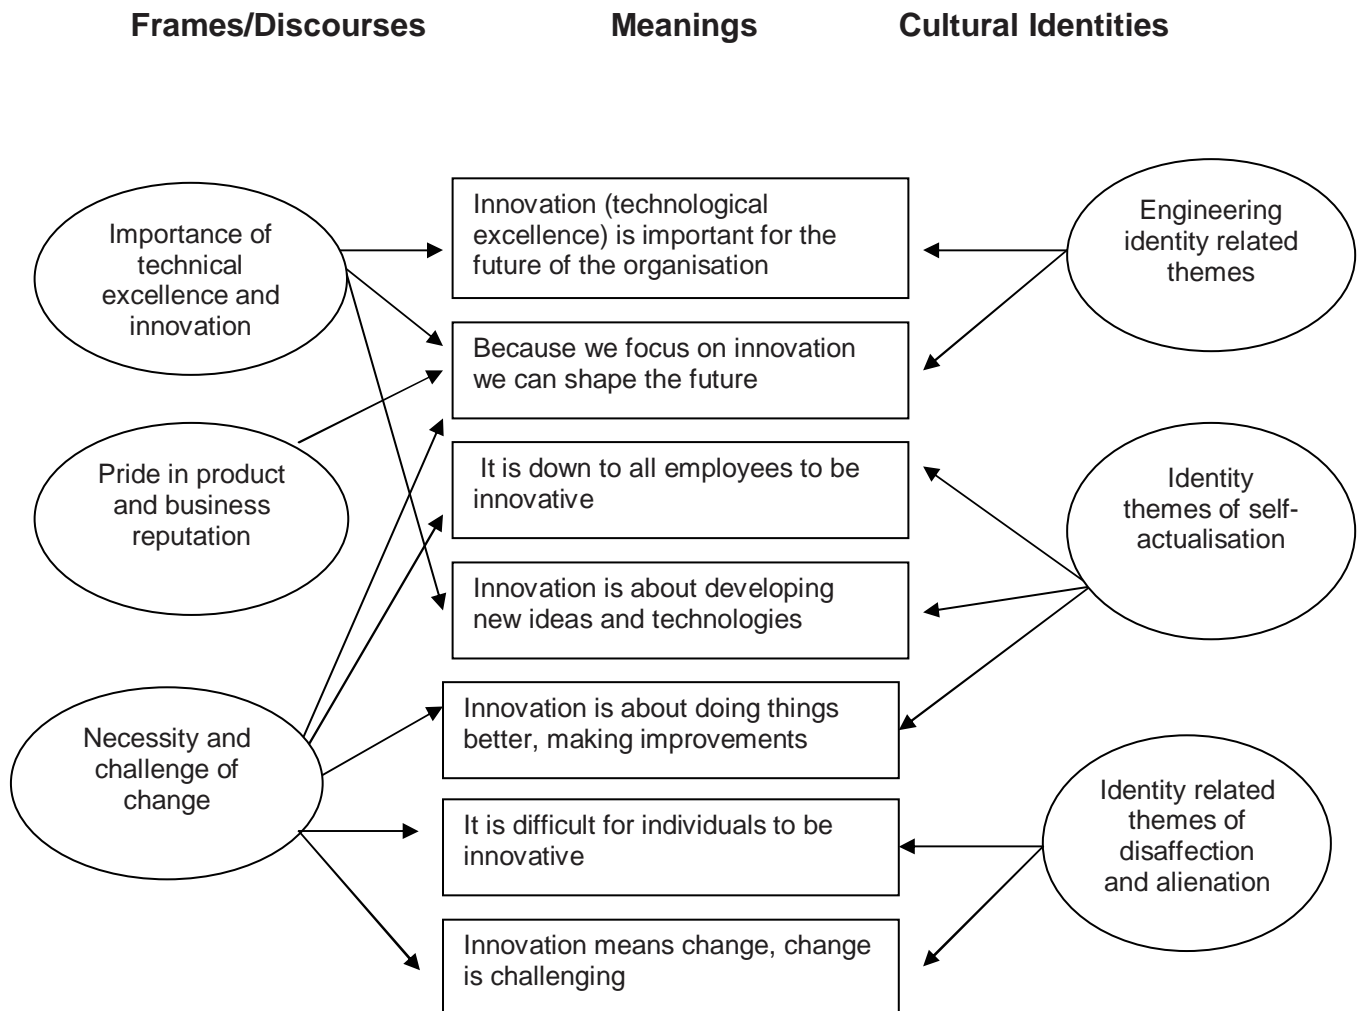 Frames/Discourses Meanings Cultural Identities
Importance of
technical
excellence and
innovation
Pride in product
and business
reputation
Necessity and
challenge of
change
Innovation (technological
excellence) is important for the
future of the organisation
Because we focus on innovation
we can shape the future
It is down to all employees to be
innovative
Innovation is about developing
new ideas and technologies
Innovation is about doing things
better, making improvements
It is difficult for individuals to be
innovative
Innovation means change, change
is challenging
Engineering
identity related
themes
Identity
themes of self-
actualisation
Identity related
themes of
disaffection
and alienation